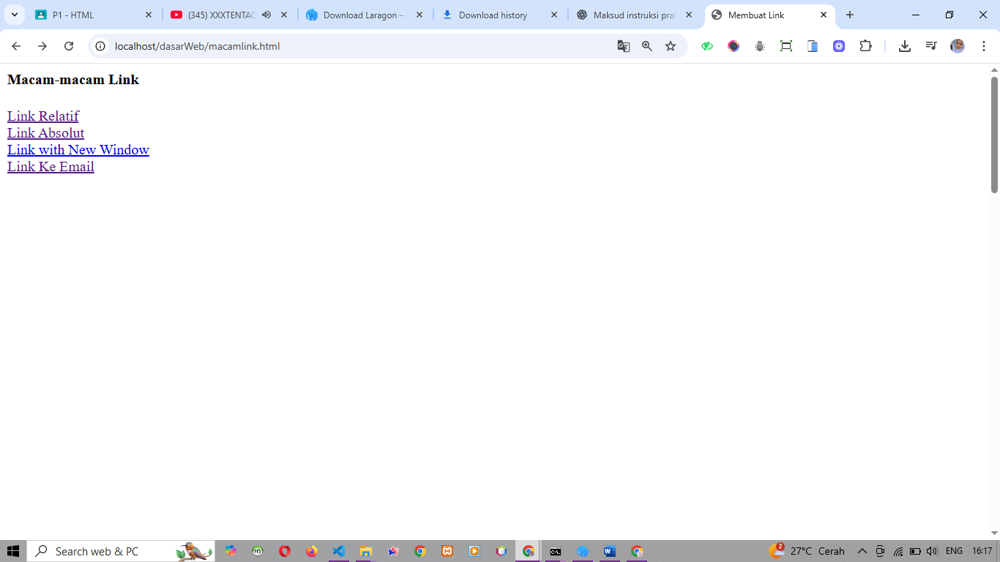 P1 - HTML
(345) XXXTENTAC
Download Laragon –
Download history
Maksud instruksi pra
Membuat Link
localhost/dasarWeb/macamlink.html
Macam-macam Link
Link Relatif
Link Absolut
Link with New Window
Link Ke Email
Search web & PC
HS
C:\.
2
27°C Cerah
ENG
16:17